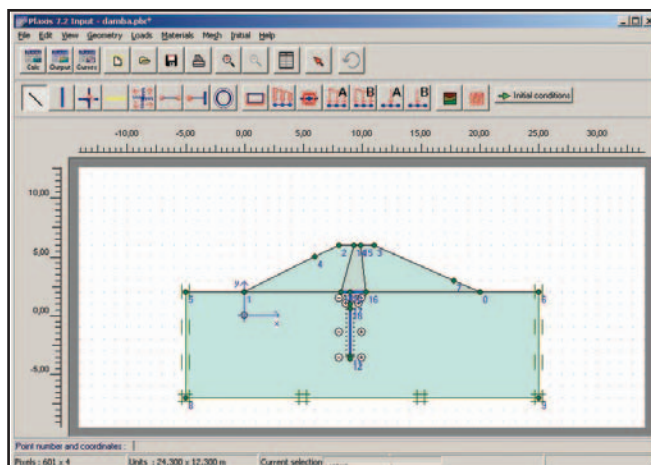 Plaxis 7.2 Input - damba.plx*
File Edit View Geometry Loads Materials Mesh Initial Help
Calc Output Curves
A B A B Initial conditions
-10,00 -5,00 0,00 5,00 10,00 15,00 20,00 25,00 30,00
10,00
5,00
0,00
-5,00
2 15 3
4 7
y 5 1 16 0 6
x
12
8 9
Point number and coordinates :
Pixels : 601 x 4 Units : 24,300 x 12,300 m Current selection